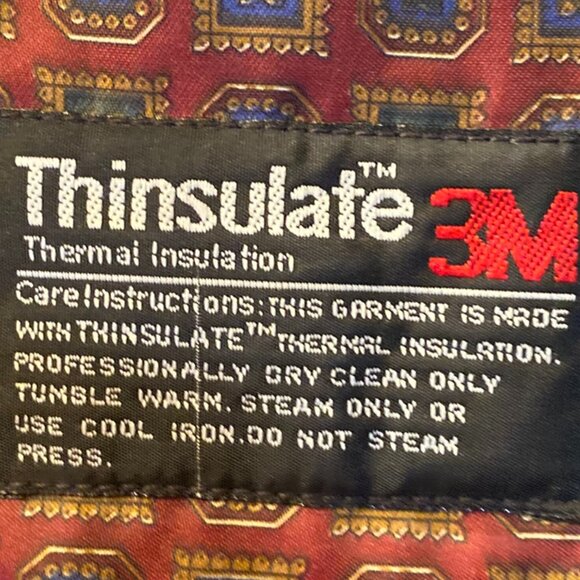 Thinsulate™ 3M
Thermal Insulation
Care Instructions: THIS GARMENT IS MADE
WITH THINSULATE™ THERMAL INSULATION.
PROFESSIONALLY DRY CLEAN ONLY
TUMBLE WARM. STEAM ONLY OR
USE COOL IRON. DO NOT STEAM
PRESS.